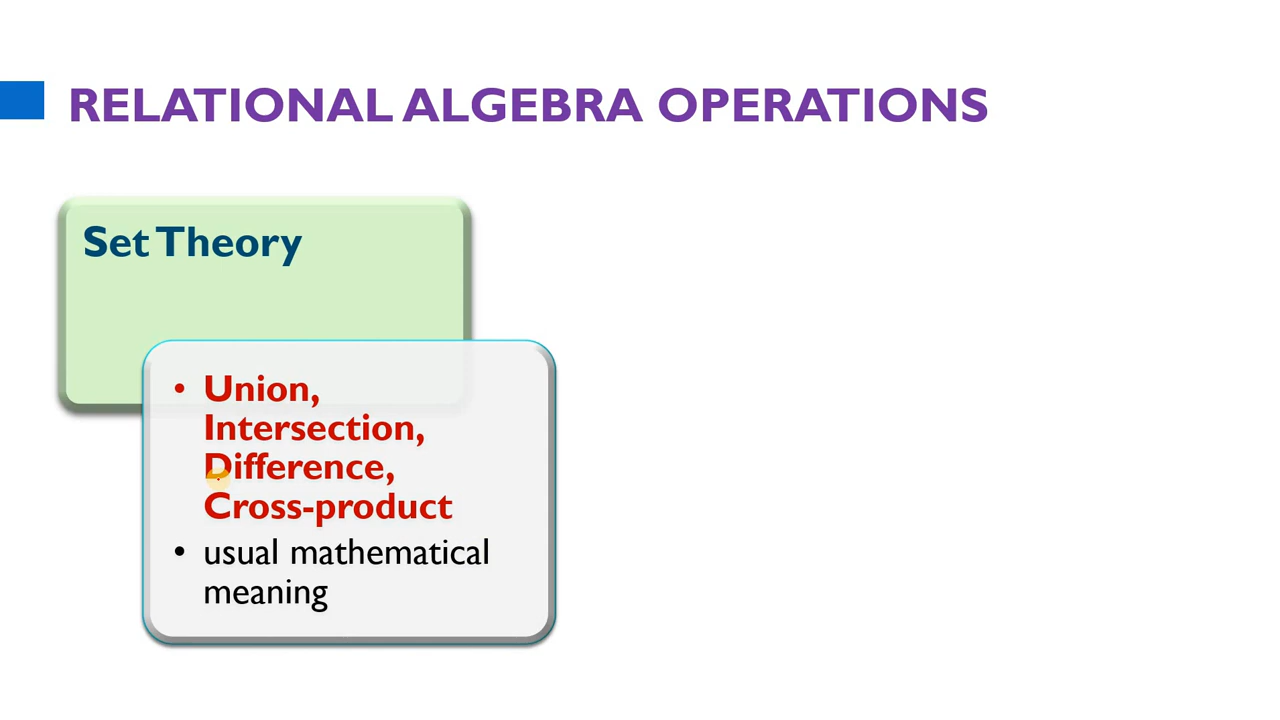 RELATIONAL ALGEBRA OPERATIONS
Set Theory
• Union,
Intersection,
Difference,
Cross-product
• usual mathematical
meaning